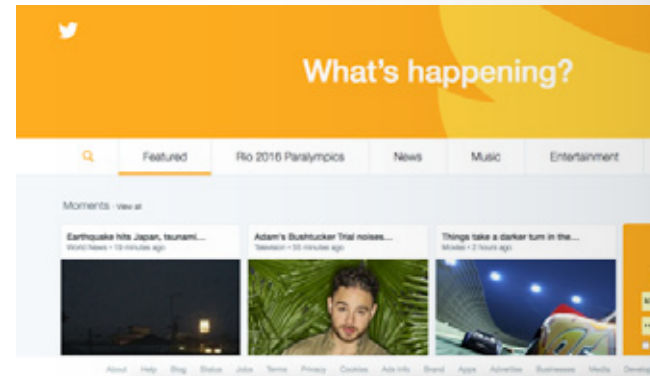 What's happening?
Featured Rio 2016 Paralympics News Music Entertainment
Moments · View all
Earthquake hits Japan, tsunami...
World News • 19 minutes ago
Adam's Bushtucker Trial noises...
Television • 55 minutes ago
Things take a darker turn in the...
Movies • 2 hours ago
About Help Blog Status Jobs Terms Privacy Cookies Ads info Brand Apps Advertise Businesses Media